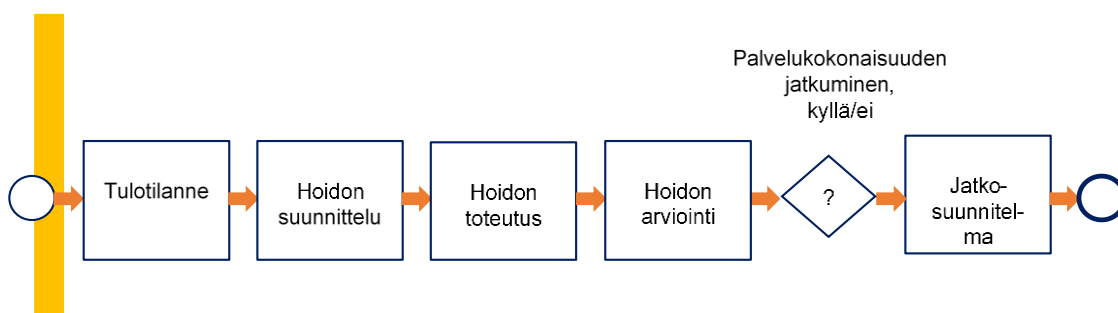 Palvelukokonaisuuden
jatkuminen,
kyllä/ei
Tulotilanne
Hoidon
suunnittelu
Hoidon
toteutus
Hoidon
arviointi
?
Jatko-
suunnitel-
ma